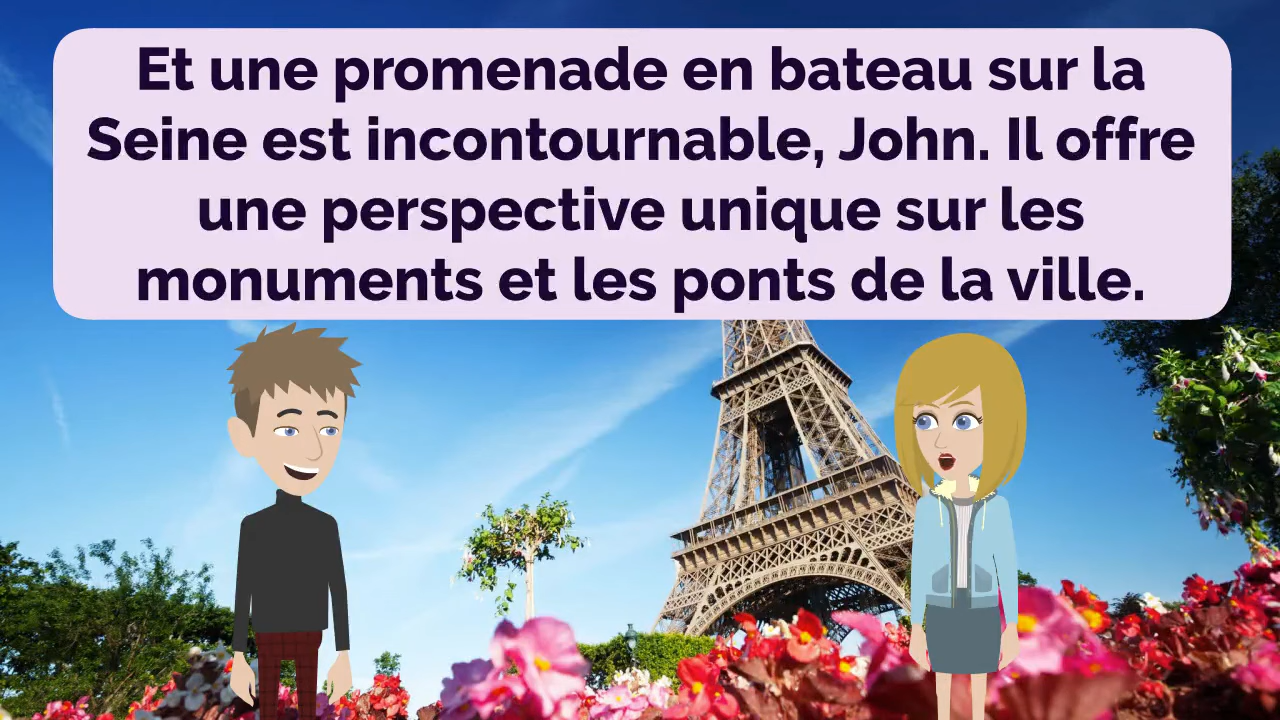 Et une promenade en bateau sur la
Seine est incontournable, John. Il offre
une perspective unique sur les
monuments et les ponts de la ville.